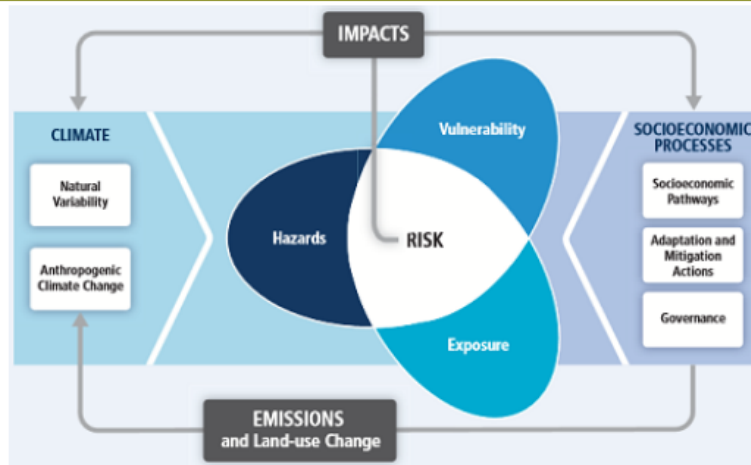 IMPACTS
CLIMATE
Natural
Variability
Anthropogenic
Climate Change
Vulnerability
Hazards
RISK
Exposure
SOCIOECONOMIC
PROCESSES
Socioeconomic
Pathways
Adaptation and
Mitigation
Actions
Governance
EMISSIONS
and Land-use Change